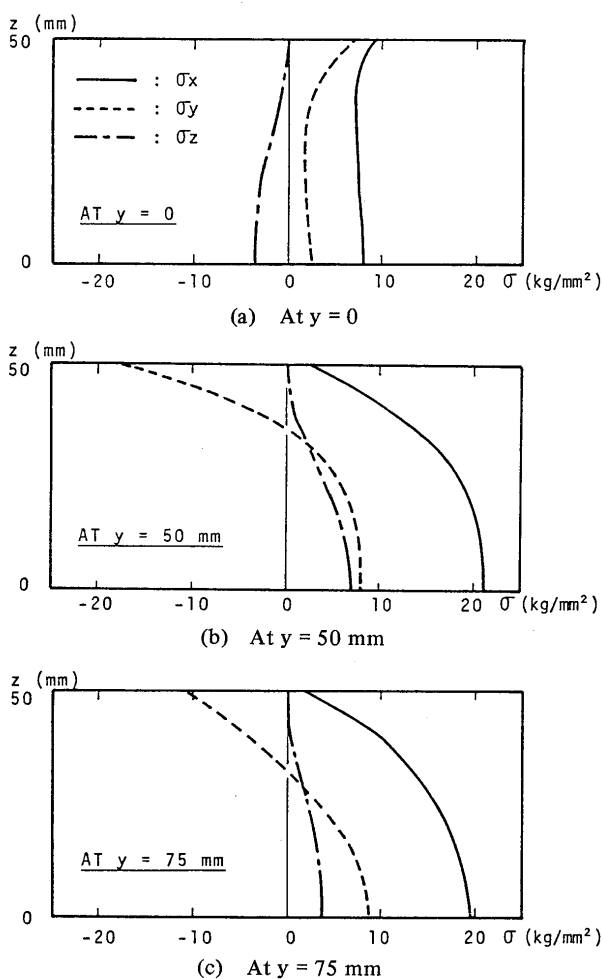 z (mm)
50
: σx
: σy
: σz
AT y = 0
0
-20 -10 0 10 20 σ (kg/mm²)
(a) At y = 0
z (mm)
50
AT y = 50 mm
0
-20 -10 0 10 20 σ (kg/mm²)
(b) At y = 50 mm
z (mm)
50
AT y = 75 mm
0
-20 -10 0 10 20 σ (kg/mm²)
(c) At y = 75 mm